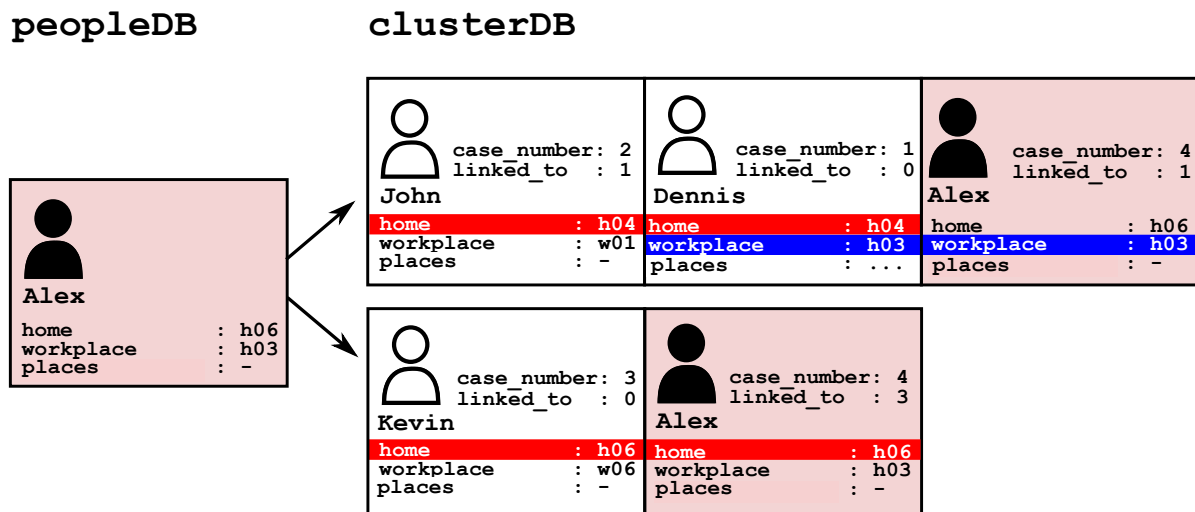 peopleDB
clusterDB
Alex
home : h06
workplace : h03
places : -
case_number: 2
linked_to : 1
John
home : h04
workplace : w01
places : -
case_number: 1
linked_to : 0
Dennis
home : h04
workplace : h03
places : ...
case_number: 4
linked_to : 1
Alex
home : h06
workplace : h03
places : -
case_number: 3
linked_to : 0
Kevin
home : h06
workplace : w06
places : -
case_number: 4
linked_to : 3
Alex
home : h06
workplace : h03
places : -